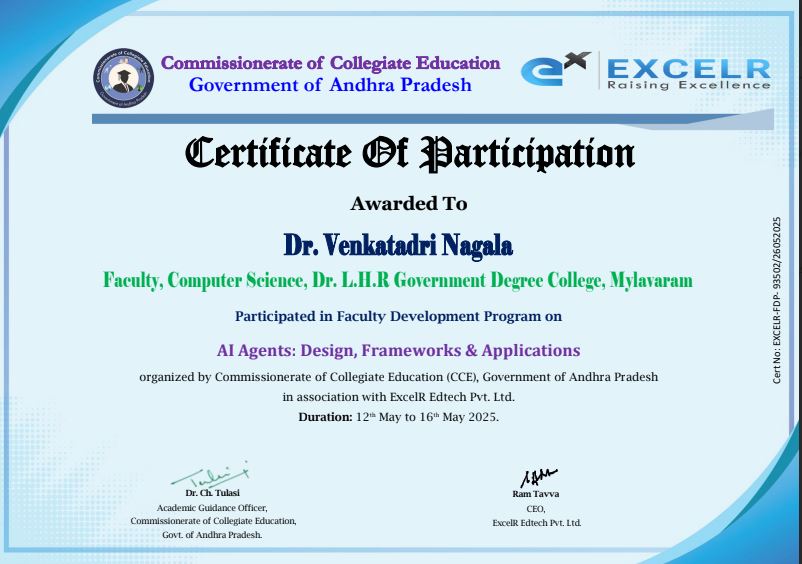 Commissionerate of Collegiate Education
Government of Andhra Pradesh
ex EXCELR
Raising Excellence
Certificate Of Participation
Awarded To
Dr. Venkatadri Nagala
Faculty, Computer Science, Dr. L.H.R Government Degree College, Mylavaram
Participated in Faculty Development Program on
AI Agents: Design, Frameworks & Applications
organized by Commissionerate of Collegiate Education (CCE), Government of Andhra Pradesh
in association with ExcelR Edtech Pvt. Ltd.
Duration: 12th May to 16th May 2025.
Cert No: EXCELR-FDP- 93502/26052025
Dr. Ch. Tulasi
Academic Guidance Officer,
Commissionerate of Collegiate Education,
Govt. of Andhra Pradesh.
Ram Tavva
CEO,
ExcelR Edtech Pvt. Ltd.